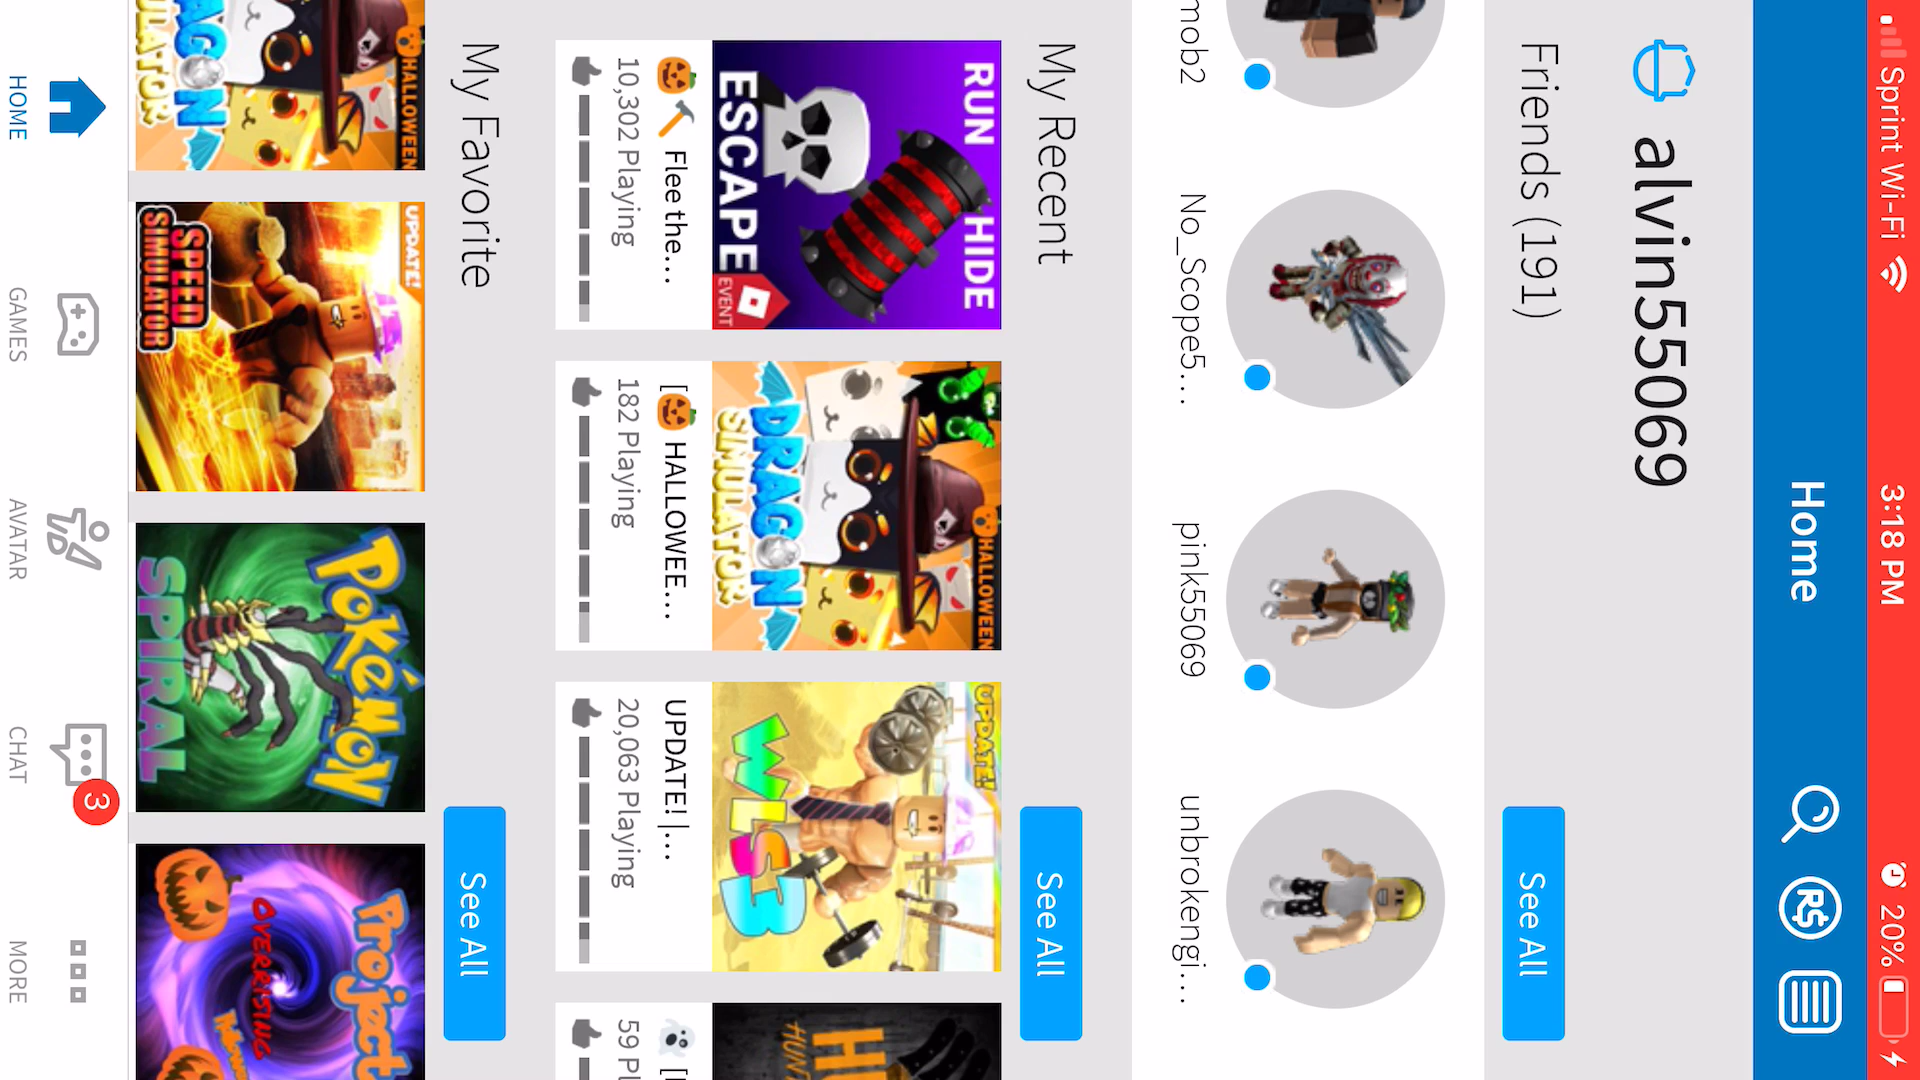 Sprint Wi-Fi 3:18 PM 20%
Home R$
alvin55069
Friends (191) See All
mob2 No_Scope5... pink55069 unbrokengi...
My Recent See All
RUN HIDE
ESCAPE EVENT
Flee the...
10,302 Playing
HALLOWEEN
DRAGON
SIMULATOR
[🎃 HALLOWEE...
182 Playing
UPDATE!
WLS3
UPDATE! |...
20,063 Playing
59 Pl
My Favorite See All
HALLOWEEN
UPDATE!
SPEED
SIMULATOR
POKÉMON
SPIRAL
Project
OVERRISING
HOME GAMES AVATAR CHAT 3 MORE